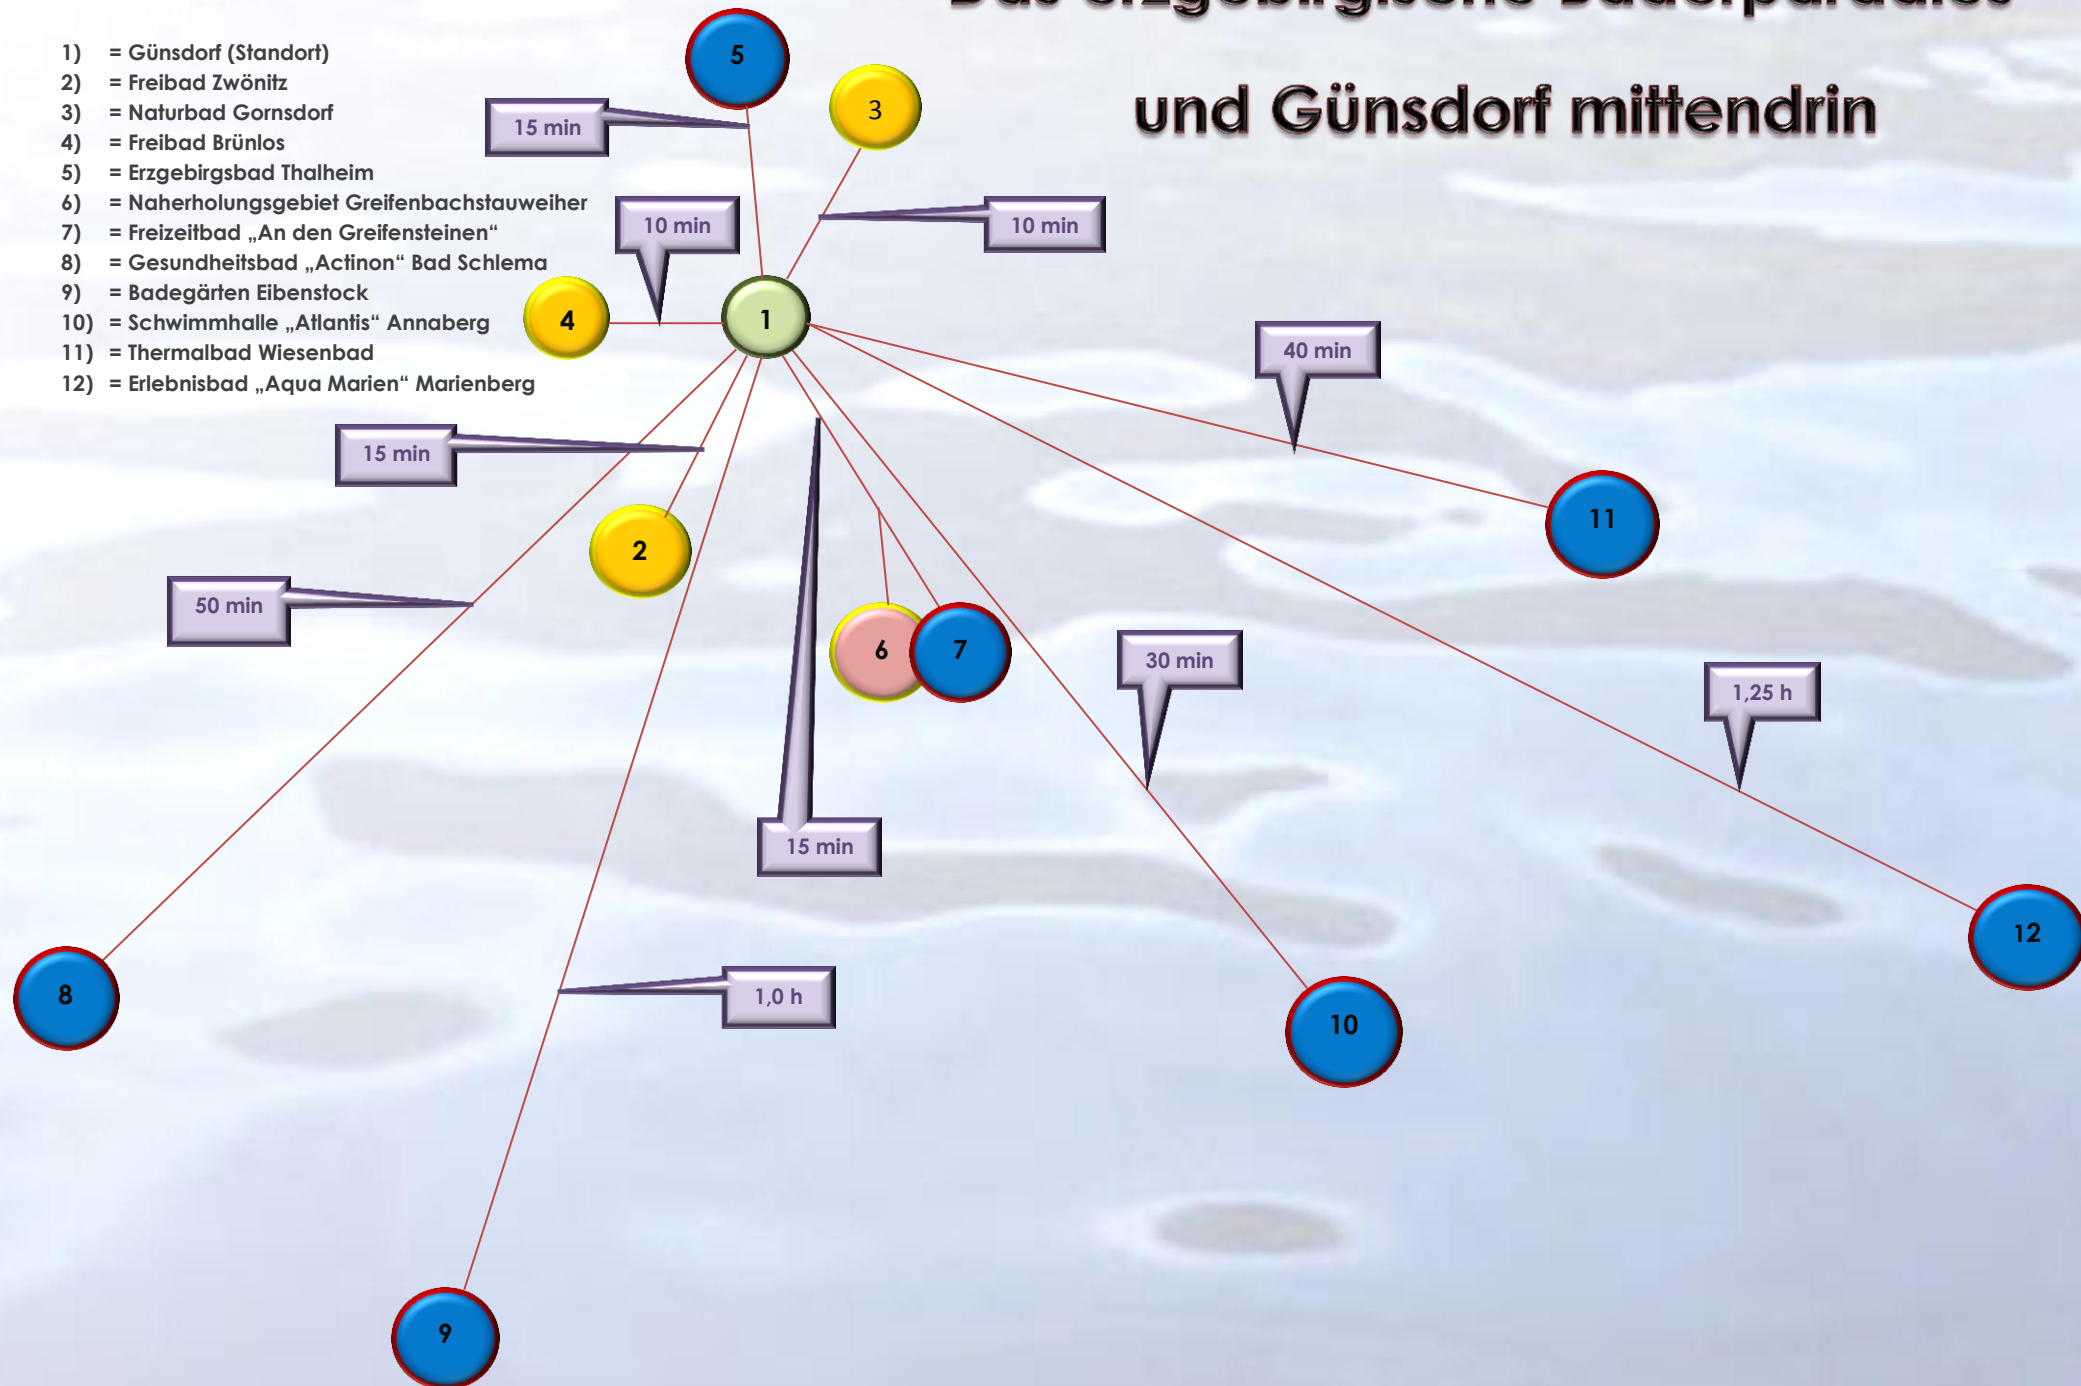 Das erzgebirgische Bäderparadies
und Günsdorf mittendrin
1) = Günsdorf (Standort)
2) = Freibad Zwönitz
3) = Naturbad Gornsdorf
4) = Freibad Brünlos
5) = Erzgebirgsbad Thalheim
6) = Naherholungsgebiet Greifenbachstauweiher
7) = Freizeitbad „An den Greifensteinen“
8) = Gesundheitsbad „Actinon“ Bad Schlema
9) = Badegärten Eibenstock
10) = Schwimmhalle „Atlantis“ Annaberg
11) = Thermalbad Wiesenbad
12) = Erlebnisbad „Aqua Marien“ Marienberg
5
3
15 min
10 min
10 min
4
1
40 min
15 min
11
2
50 min
6
7
30 min
1,25 h
15 min
12
8
1,0 h
10
9